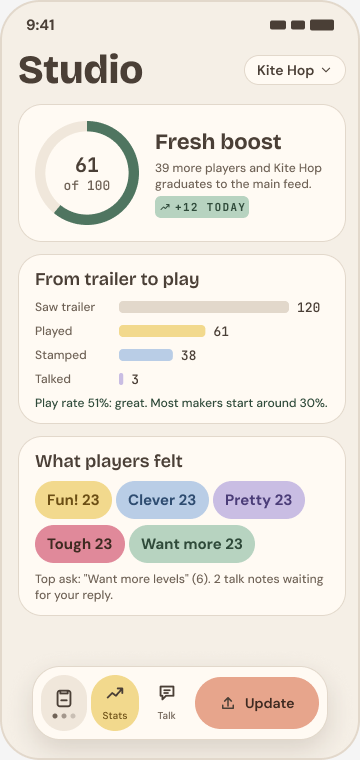 9:41
Studio
Kite Hop
61
of 100
Fresh boost
39 more players and Kite Hop
graduates to the main feed.
+12 TODAY
From trailer to play
Saw trailer 120
Played 61
Stamped 38
Talked 3
Play rate 51%: great. Most makers start around 30%.
What players felt
Fun! 23 Clever 23 Pretty 23
Tough 23 Want more 23
Top ask: "Want more levels" (6). 2 talk notes waiting
for your reply.
Stats Talk Update